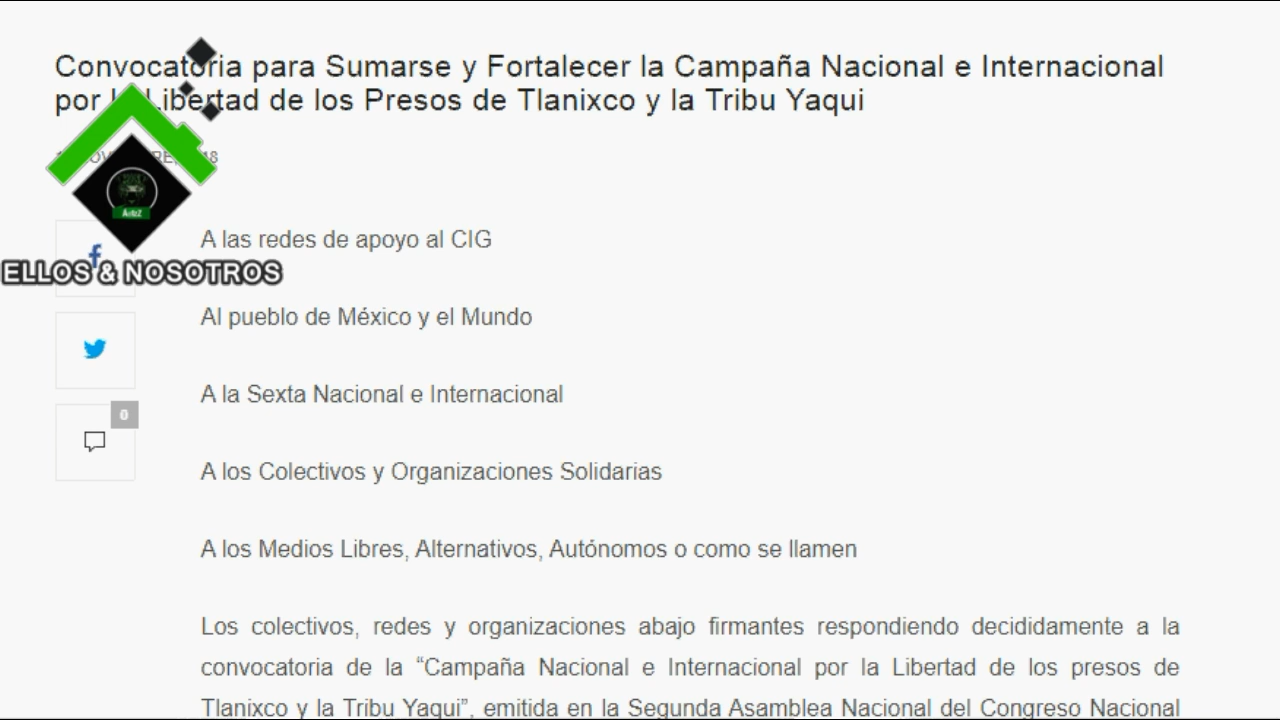 Convocatoria para Sumarse y Fortalecer la Campaña Nacional e Internacional
por la Libertad de los Presos de Tlanixco y la Tribu Yaqui
A las redes de apoyo al CIG
ELLOS & NOSOTROS
Al pueblo de México y el Mundo
A la Sexta Nacional e Internacional
0
A los Colectivos y Organizaciones Solidarias
A los Medios Libres, Alternativos, Autónomos o como se llamen
Los colectivos, redes y organizaciones abajo firmantes respondiendo decididamente a la
convocatoria de la “Campaña Nacional e Internacional por la Libertad de los presos de
Tlanixco y la Tribu Yaqui”, emitida en la Segunda Asamblea Nacional del Congreso Nacional